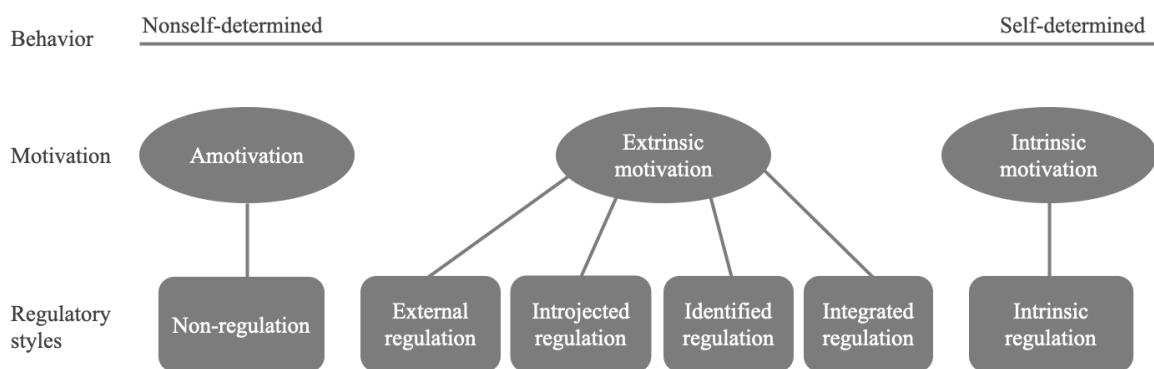 Behavior
Nonself-determined
Self-determined
Motivation
Amotivation
Extrinsic
motivation
Intrinsic
motivation
Regulatory
styles
Non-regulation
External
regulation
Introjected
regulation
Identified
regulation
Integrated
regulation
Intrinsic
regulation